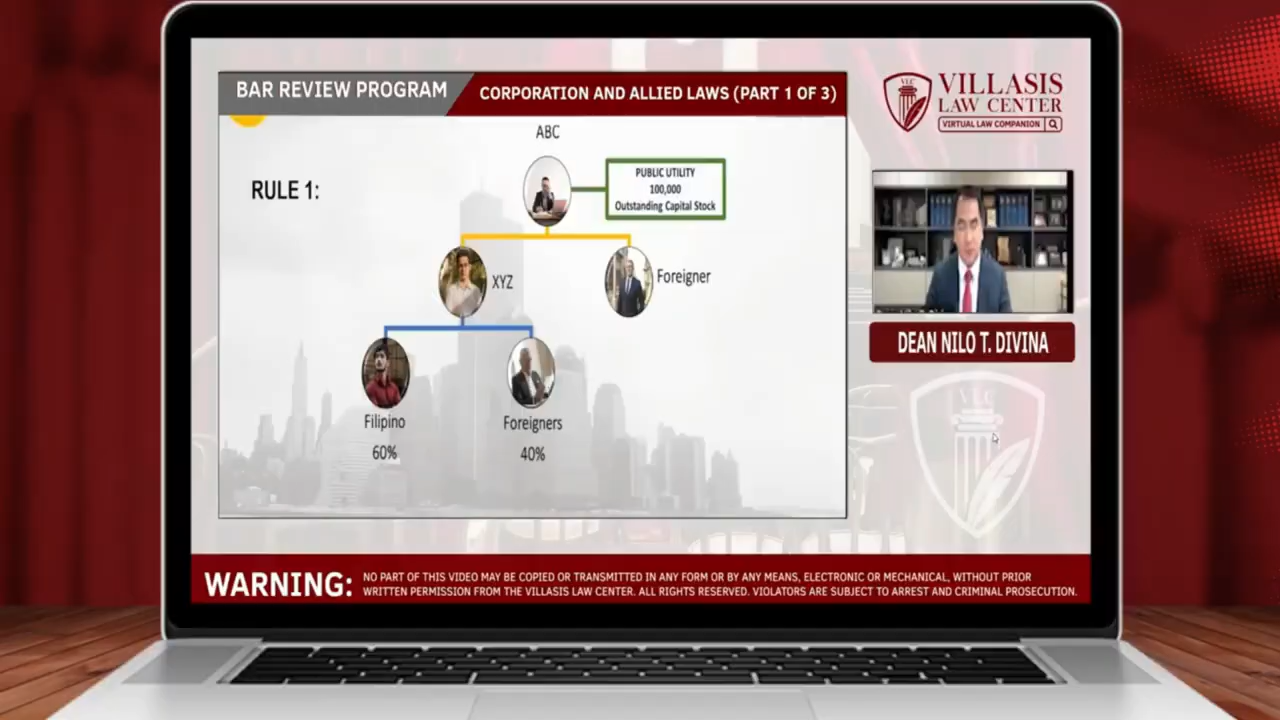 BAR REVIEW PROGRAM
CORPORATION AND ALLIED LAWS (PART 1 OF 3)
VLC
VILLASIS
LAW CENTER
VIRTUAL LAW COMPANION
ABC
RULE 1:
PUBLIC UTILITY
100,000
Outstanding Capital Stock
XYZ
Foreigner
Filipino
60%
Foreigners
40%
DEAN NILO T. DIVINA
VLC
WARNING:
NO PART OF THIS VIDEO MAY BE COPIED OR TRANSMITTED IN ANY FORM OR BY ANY MEANS, ELECTRONIC OR MECHANICAL, WITHOUT PRIOR
WRITTEN PERMISSION FROM THE VILLASIS LAW CENTER. ALL RIGHTS RESERVED. VIOLATORS ARE SUBJECT TO ARREST AND CRIMINAL PROSECUTION.